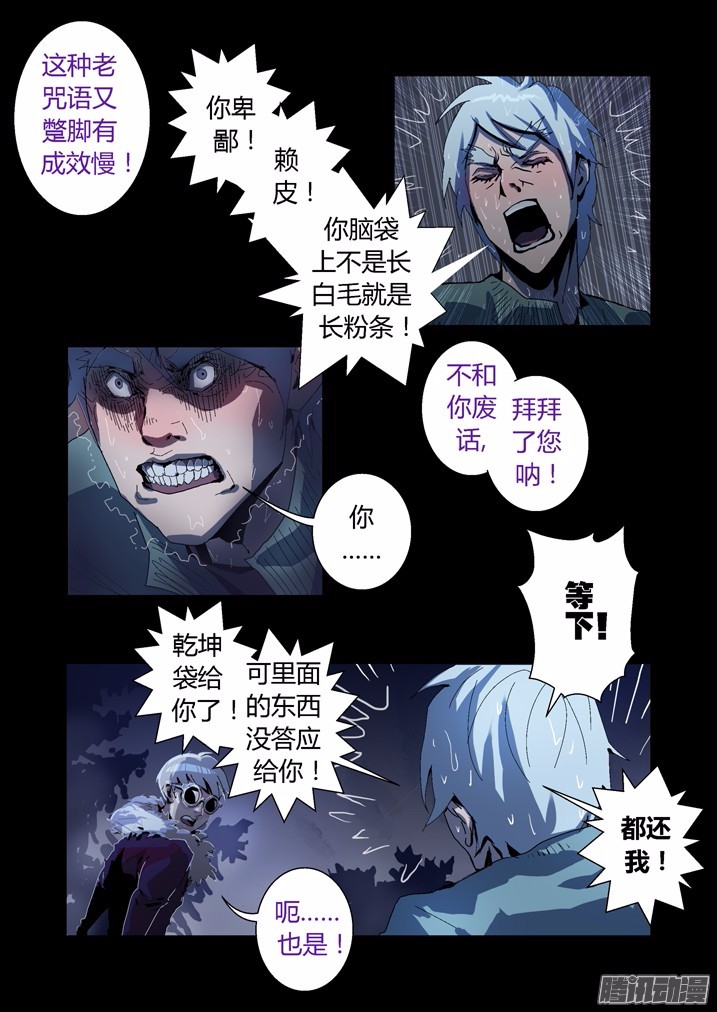 这种老
咒语又
蹩脚有
成效慢！
你卑
鄙！
赖
皮！
你脑袋
上不是长
白毛就是
长粉条！
不和
你废
话,
拜拜
了您
呐！
你
……
等
下!
乾坤
袋给
你了！
可里面
的东西
没答应
给你！
都还
我！
呃……
也是！
腾讯动漫